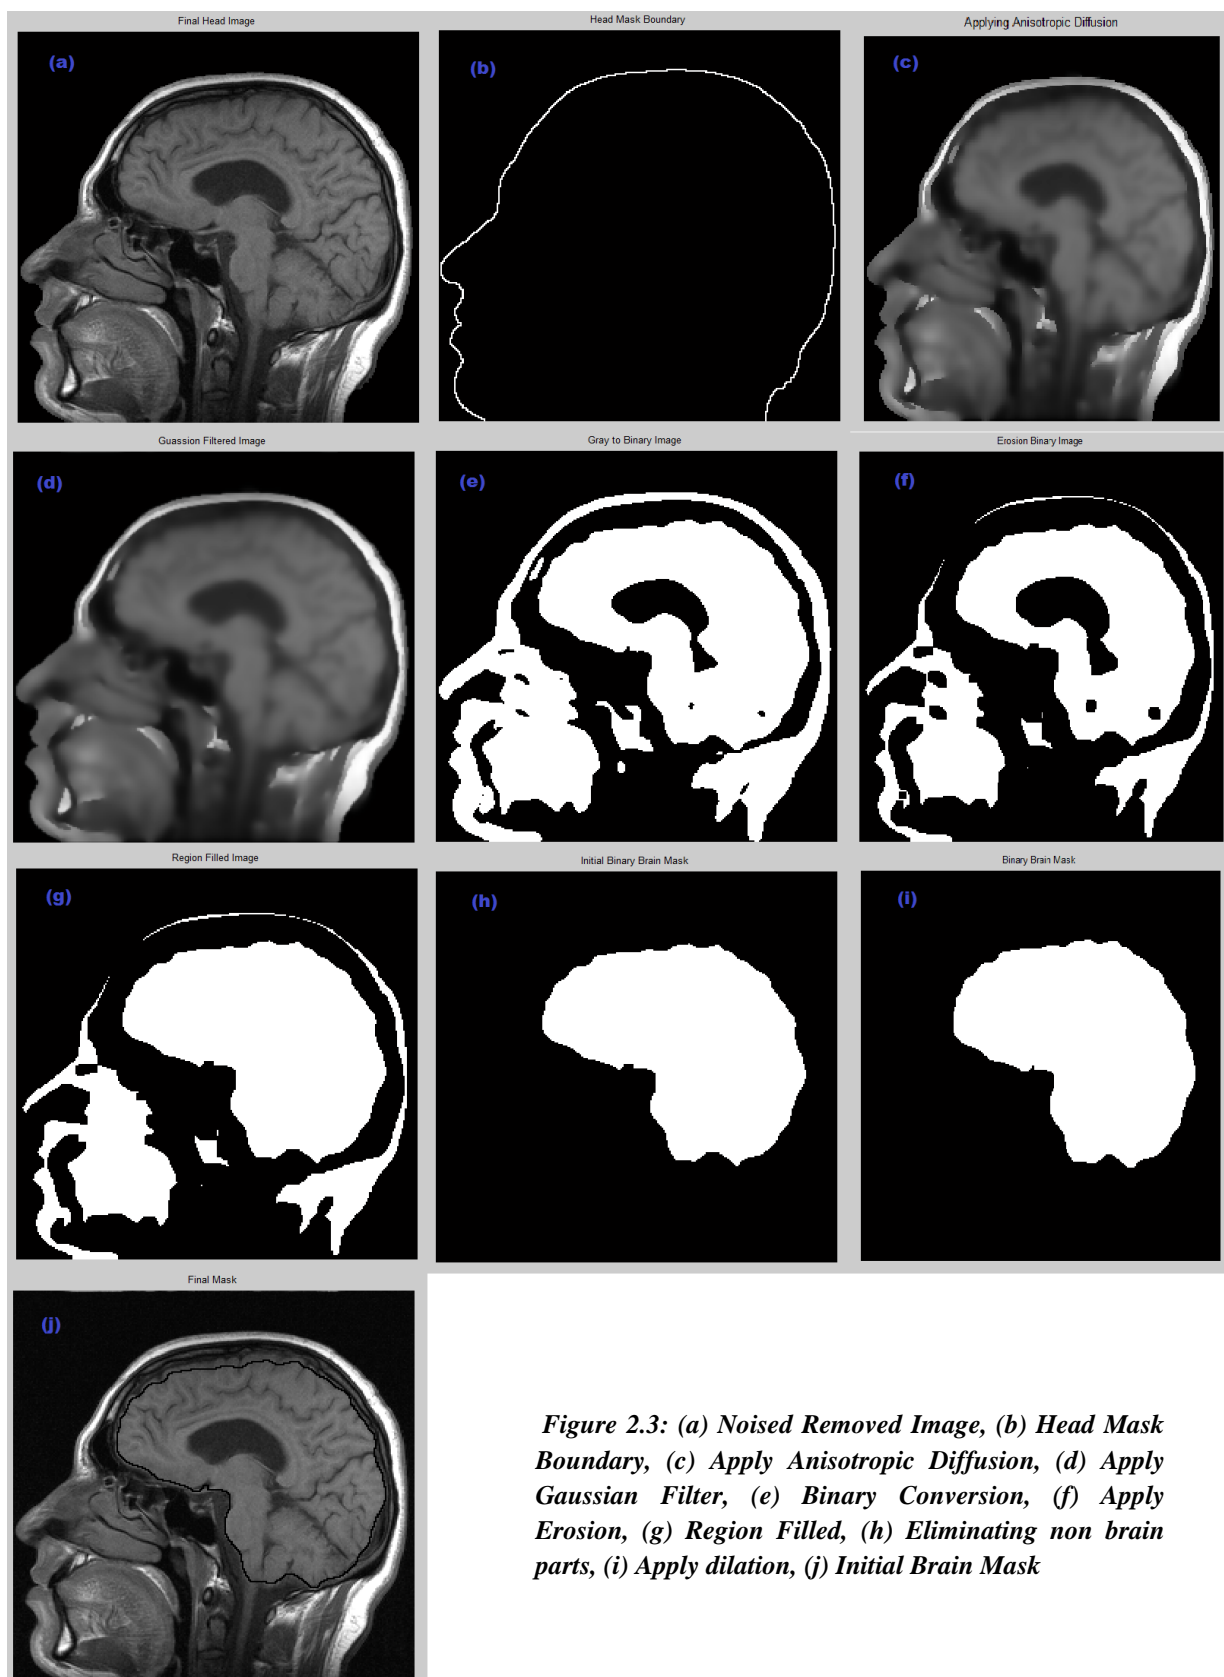 Final Head Image
Head Mask Boundary
Applying Anisotropic Diffusion
(a)
(b)
(c)
Guassion Filtered Image
Gray to Binary Image
Erosion Binary Image
(d)
(e)
(f)
Region Filled Image
Initial Binary Brain Mask
Binary Brain Mask
(g)
(h)
(i)
Final Mask
(j)
Figure 2.3: (a) Noised Removed Image, (b) Head Mask
Boundary, (c) Apply Anisotropic Diffusion, (d) Apply
Gaussian Filter, (e) Binary Conversion, (f) Apply
Erosion, (g) Region Filled, (h) Eliminating non brain
parts, (i) Apply dilation, (j) Initial Brain Mask